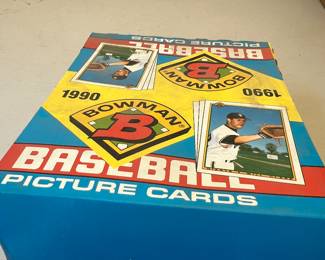 PICTURE CARDS
BASEBALL
1990
BOWMAN
B
1990
BOWMAN
B
BASEBALL
PICTURE CARDS